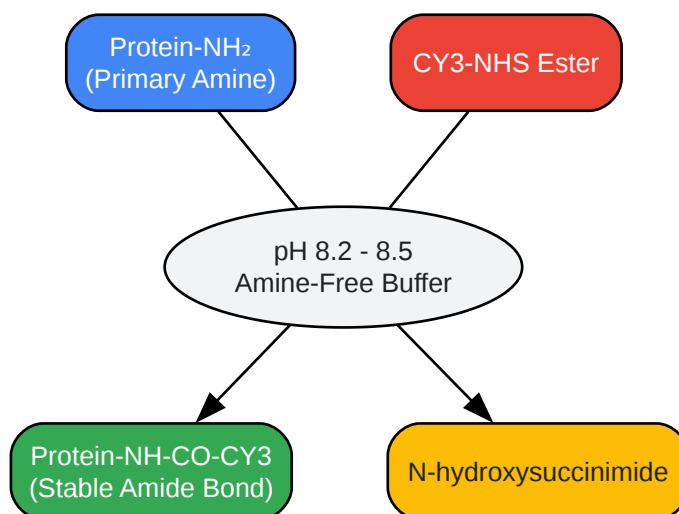 Protein-NH₂
(Primary Amine)
CY3-NHS Ester
pH 8.2 - 8.5
Amine-Free Buffer
Protein-NH-CO-CY3
(Stable Amide Bond)
N-hydroxysuccinimide